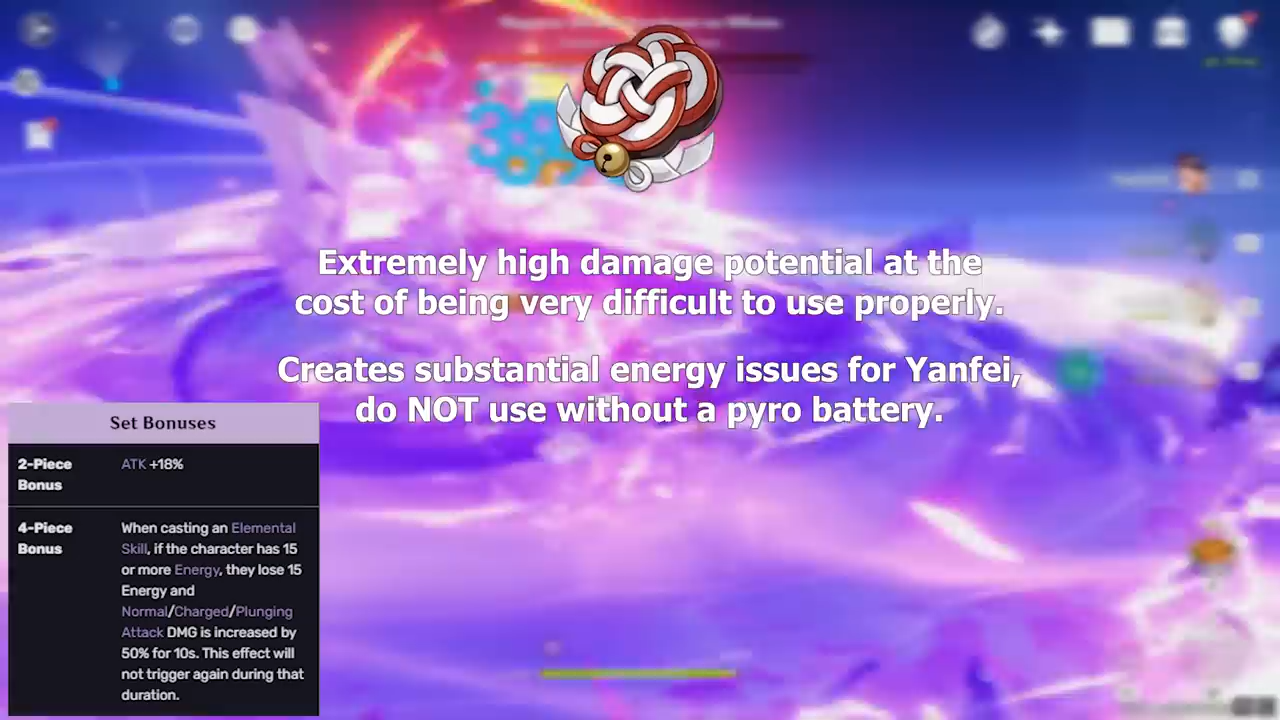 Extremely high damage potential at the
cost of being very difficult to use properly.
Creates substantial energy issues for Yanfei,
do NOT use without a pyro battery.
Set Bonuses
2-Piece
Bonus
ATK +18%
4-Piece
Bonus
When casting an Elemental
Skill, if the character has 15
or more Energy, they lose 15
Energy and
Normal/Charged/Plunging
Attack DMG is increased by
50% for 10s. This effect will
not trigger again during that
duration.